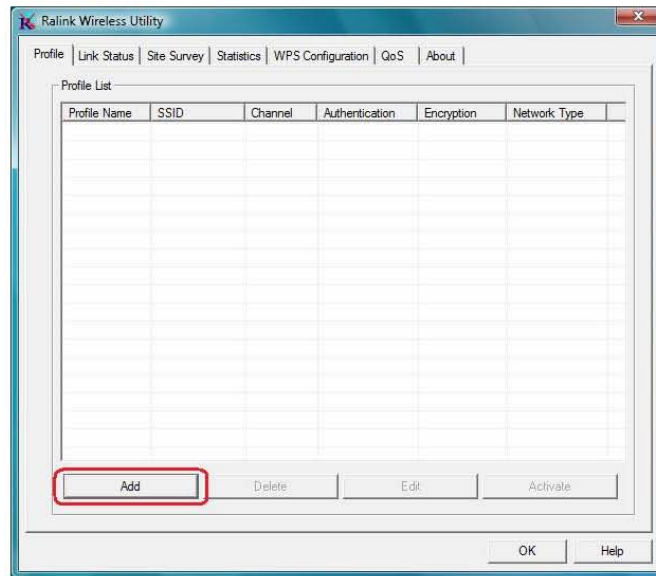 Ralink Wireless Utility
Profile Link Status Site Survey Statistics WPS Configuration QoS About
Profile List
Profile Name SSID Channel Authentication Encryption Network Type
Add Delete Edit Activate
OK Help